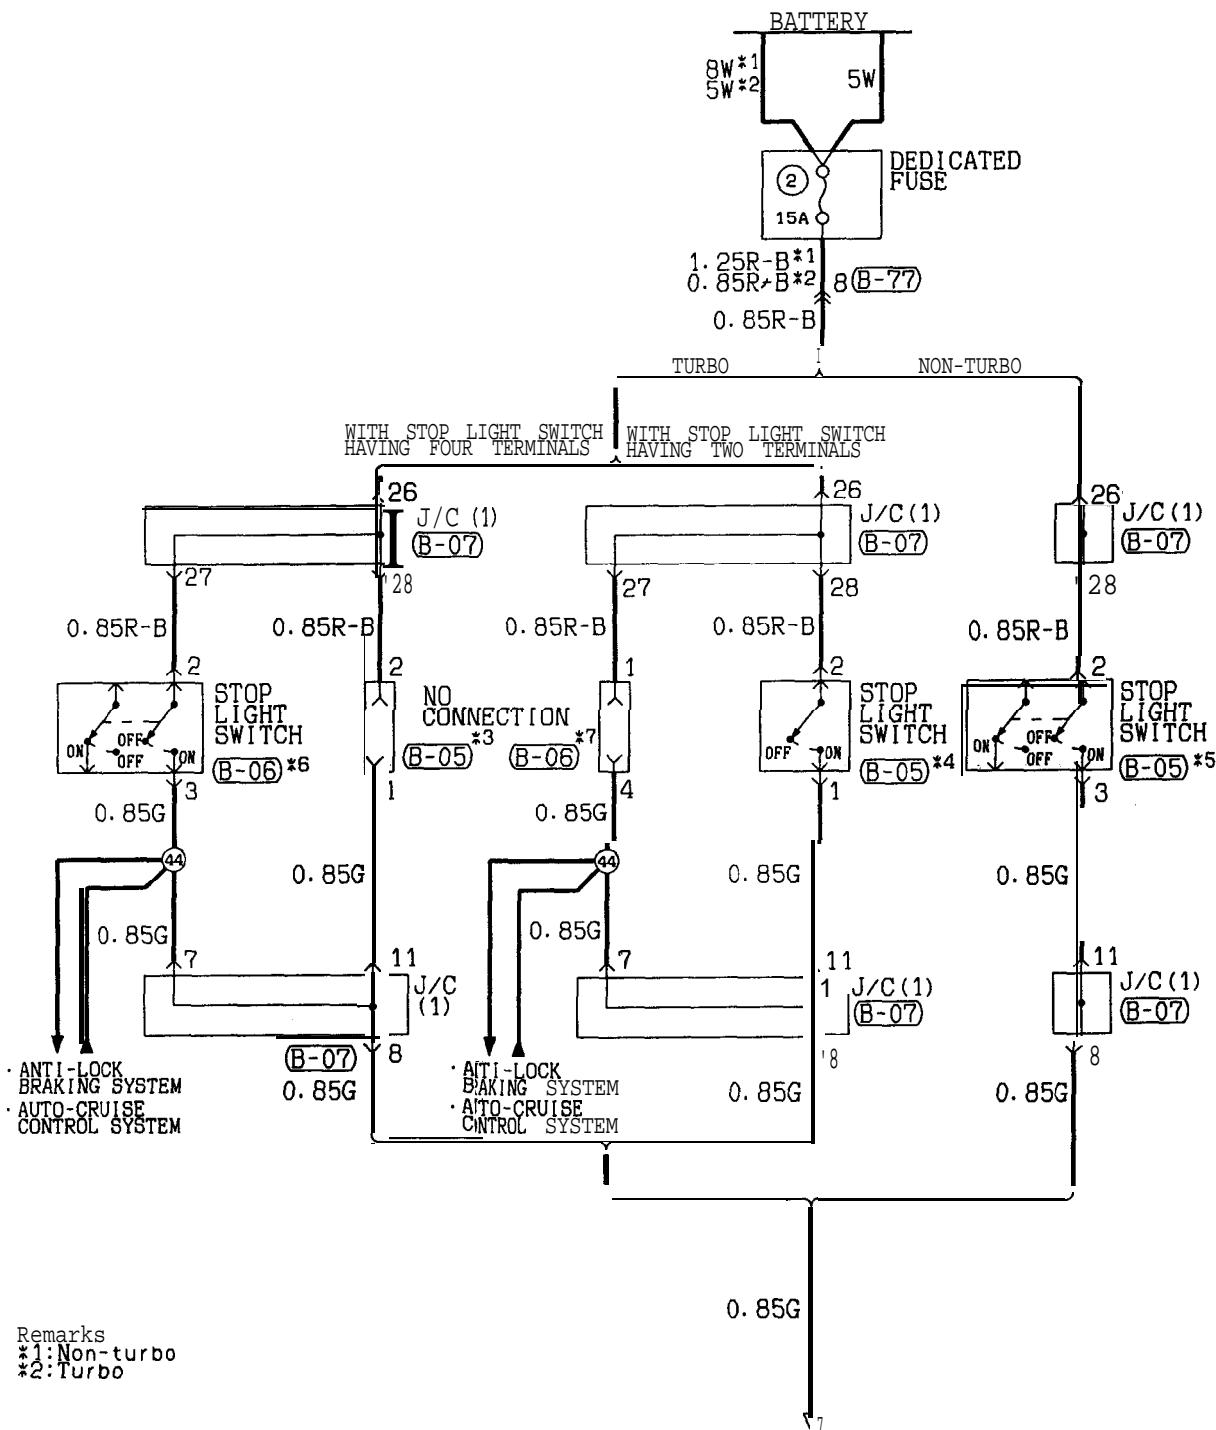 BATTERY
8W*1
5W*2
5W
DEDICATED
FUSE
2
15A
1.25R-B*1
0.85R-B*2
8 B-77
0.85R-B
TURBO
NON-TURBO
WITH STOP LIGHT SWITCH
HAVING FOUR TERMINALS
WITH STOP LIGHT SWITCH
HAVING TWO TERMINALS
26
26
26
J/C (1)
B-07
J/C(1)
B-07
J/C(1)
B-07
27
28
27
28
28
0.85R-B
0.85R-B
0.85R-B
0.85R-B
0.85R-B
2
2
1
2
2
STOP
LIGHT
SWITCH
B-06 *6
ON
OFF
OFF
ON
NO
CONNECTION
B-05 *3
B-06 *7
STOP
LIGHT
SWITCH
B-05 *4
OFF
ON
STOP
LIGHT
SWITCH
B-05 *5
ON
OFF
OFF
ON
3
1
4
1
3
0.85G
0.85G
44
44
0.85G
0.85G
0.85G
0.85G
0.85G
7
11
7
11
11
J/C
(1)
1
J/C(1)
B-07
J/C(1)
B-07
B-07
8
8
8
0.85G
0.85G
0.85G
· ANTI-LOCK
BRAKING SYSTEM
· AUTO-CRUISE
CONTROL SYSTEM
· ANTI-LOCK
BRAKING SYSTEM
· AUTO-CRUISE
CONTROL SYSTEM
0.85G
Remarks
*1:Non-turbo
*2:Turbo
7